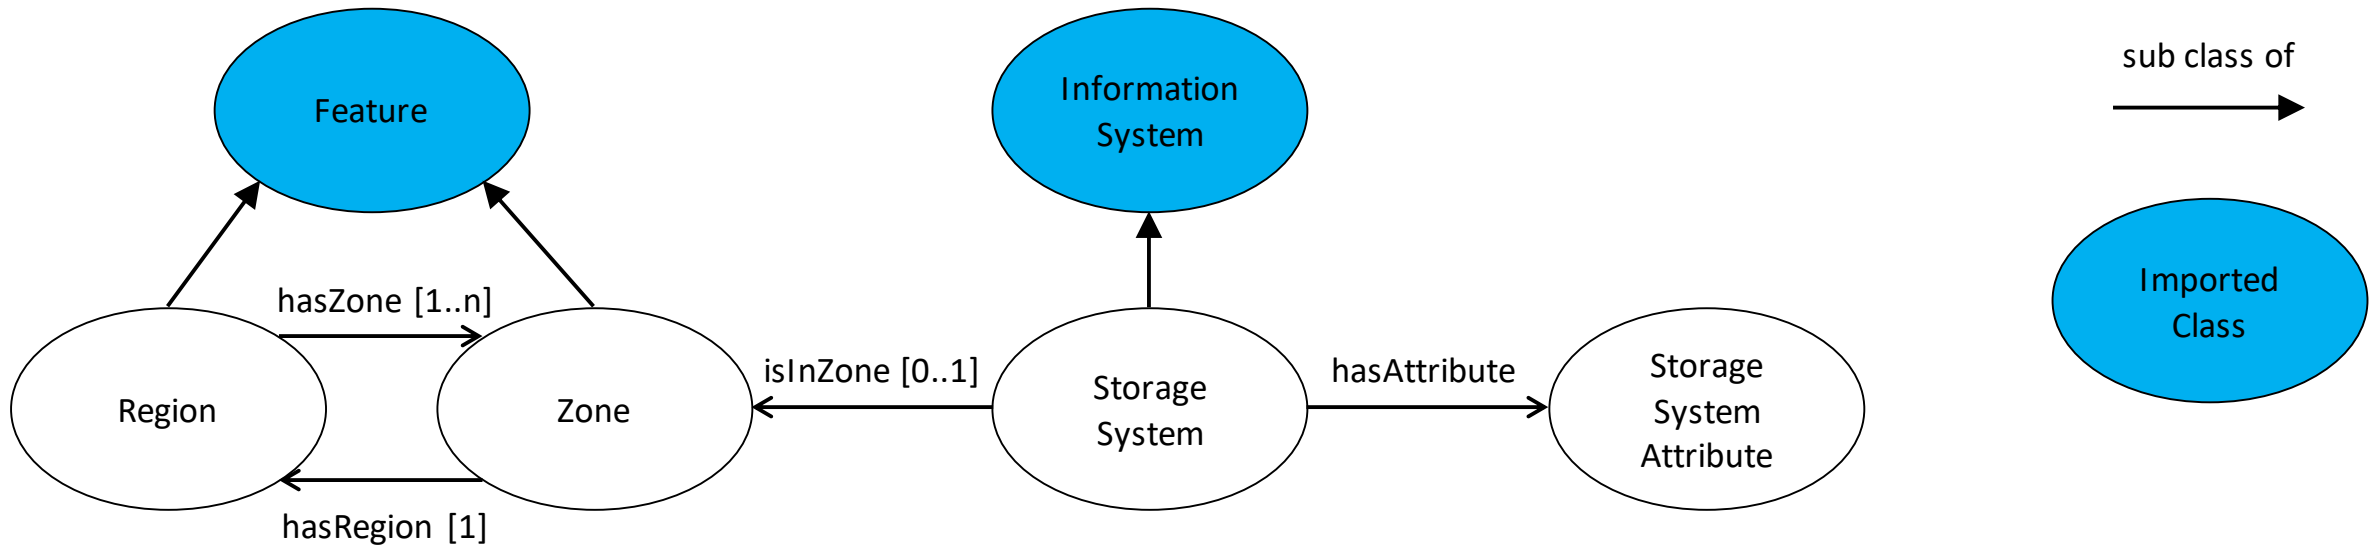 Feature
Information
System
sub class of
Imported
Class
hasZone [1..n]
Region
Zone
isInZone [0..1]
Storage
System
hasAttribute
Storage
System
Attribute
hasRegion [1]